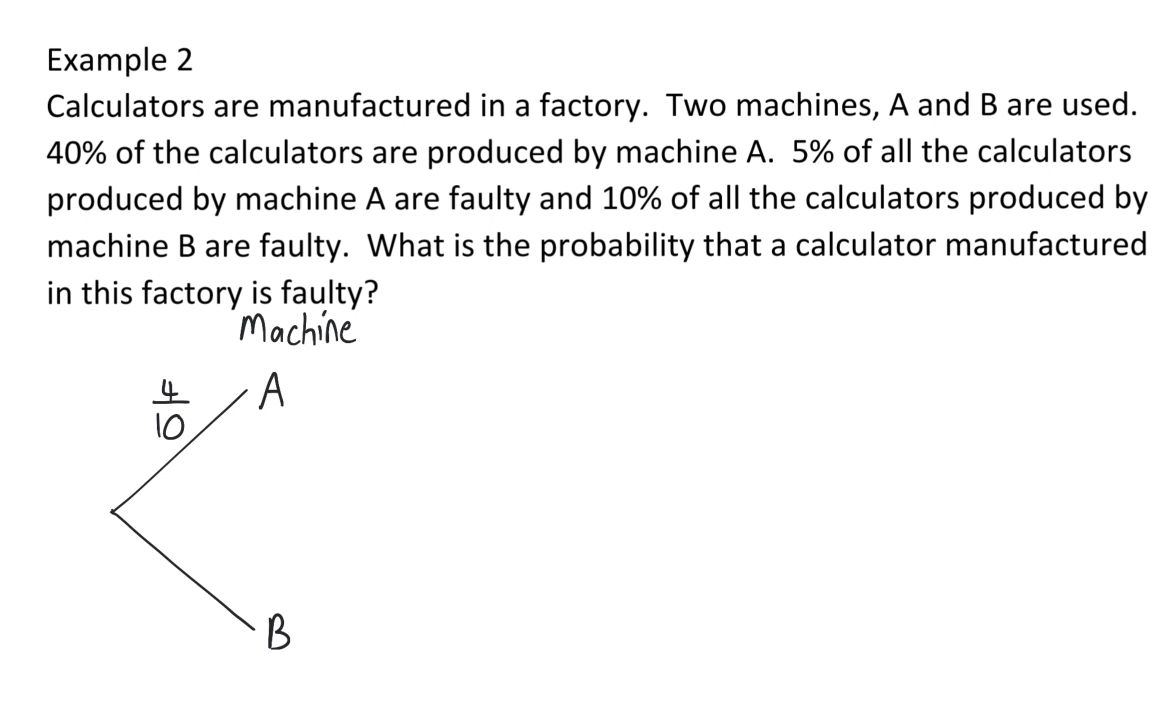 Example 2
Calculators are manufactured in a factory.  Two machines, A and B are used.
40% of the calculators are produced by machine A.  5% of all the calculators
produced by machine A are faulty and 10% of all the calculators produced by
machine B are faulty.  What is the probability that a calculator manufactured
in this factory is faulty?
Machine
4
10
A
B